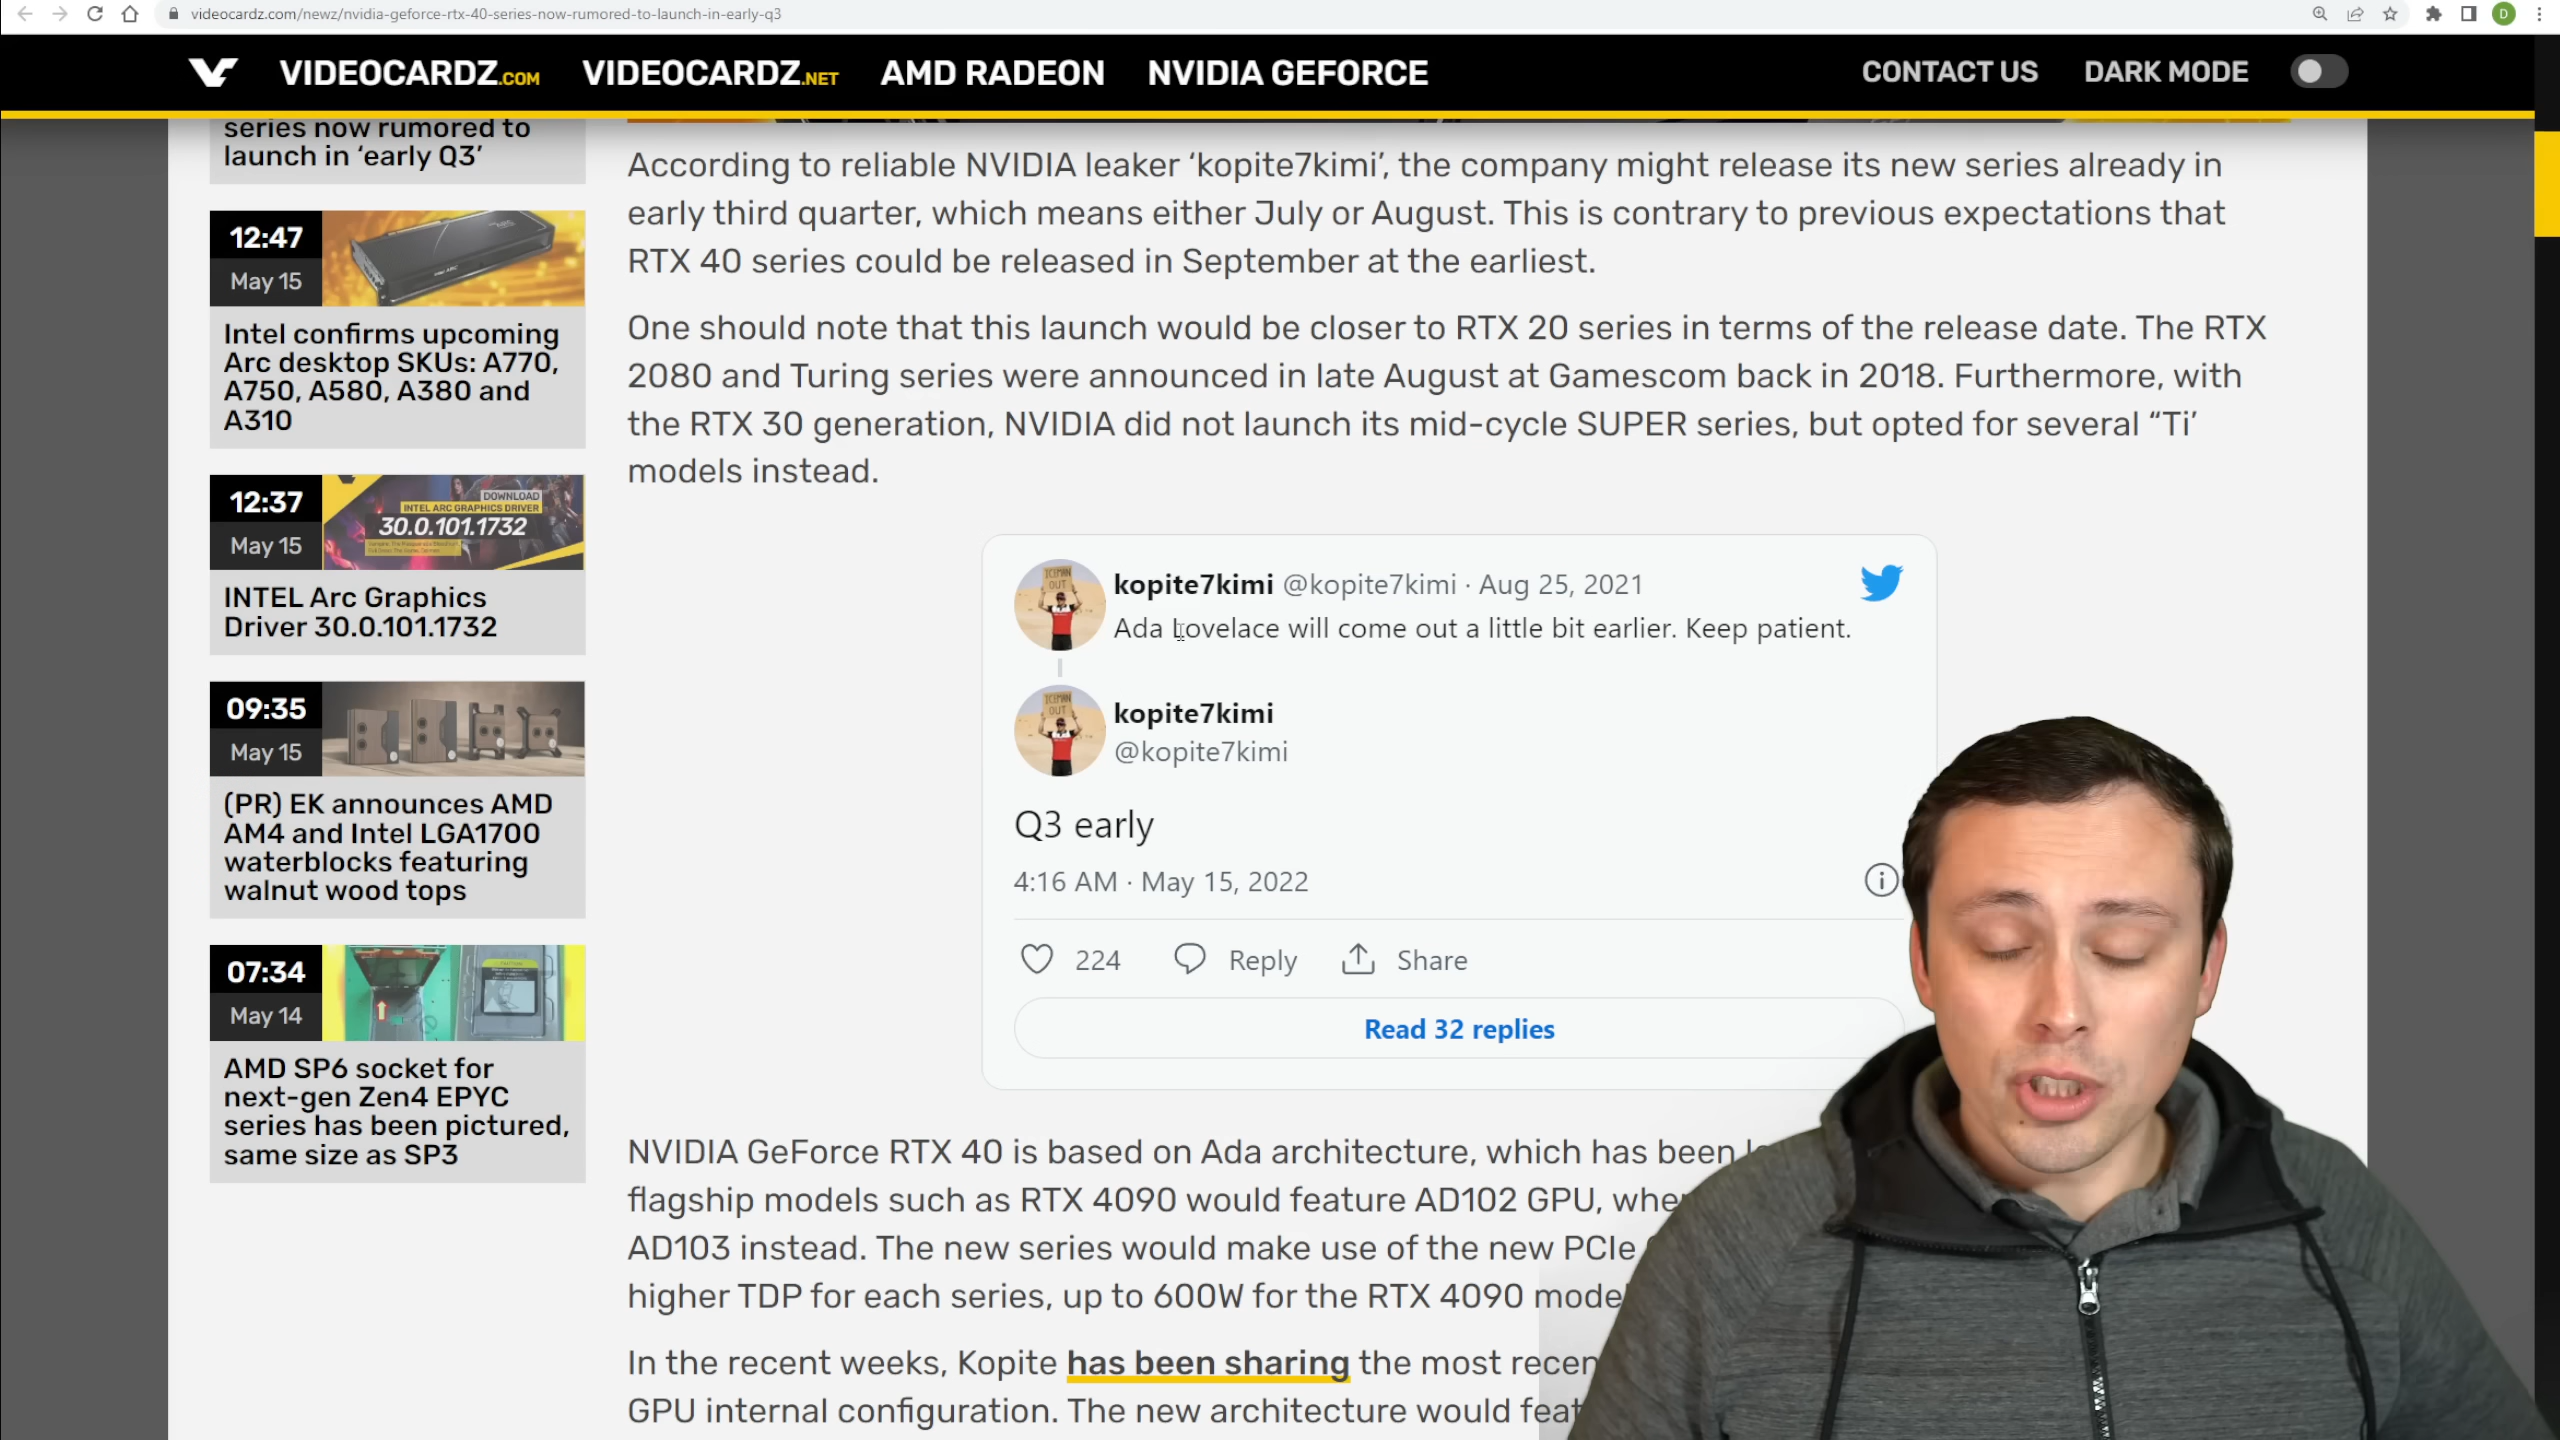 videocardz.com/newz/nvidia-geforce-rtx-40-series-now-rumored-to-launch-in-early-q3
D
VIDEOCARDZ.COM VIDEOCARDZ.NET AMD RADEON NVIDIA GEFORCE CONTACT US DARK MODE
series now rumored to
launch in ‘early Q3’
12:47
May 15
Intel confirms upcoming
Arc desktop SKUs: A770,
A750, A580, A380 and
A310
12:37
May 15
DOWNLOAD
INTEL ARC GRAPHICS DRIVER
30.0.101.1732
INTEL Arc Graphics
Driver 30.0.101.1732
09:35
May 15
(PR) EK announces AMD
AM4 and Intel LGA1700
waterblocks featuring
walnut wood tops
07:34
May 14
AMD SP6 socket for
next-gen Zen4 EPYC
series has been pictured,
same size as SP3
According to reliable NVIDIA leaker ‘kopite7kimi’, the company might release its new series already in
early third quarter, which means either July or August. This is contrary to previous expectations that
RTX 40 series could be released in September at the earliest.
One should note that this launch would be closer to RTX 20 series in terms of the release date. The RTX
2080 and Turing series were announced in late August at Gamescom back in 2018. Furthermore, with
the RTX 30 generation, NVIDIA did not launch its mid-cycle SUPER series, but opted for several “Ti’
models instead.
ICEMAN
OUT
kopite7kimi @kopite7kimi · Aug 25, 2021
Ada Lovelace will come out a little bit earlier. Keep patient.
ICEMAN
OUT
kopite7kimi
@kopite7kimi
Q3 early
4:16 AM · May 15, 2022
224 Reply Share
Read 32 replies
NVIDIA GeForce RTX 40 is based on Ada architecture, which has been
flagship models such as RTX 4090 would feature AD102 GPU,
AD103 instead. The new series would make use of the new PCIe
higher TDP for each series, up to 600W for the RTX 4090
In the recent weeks, Kopite has been sharing the most
GPU internal configuration. The new architecture would